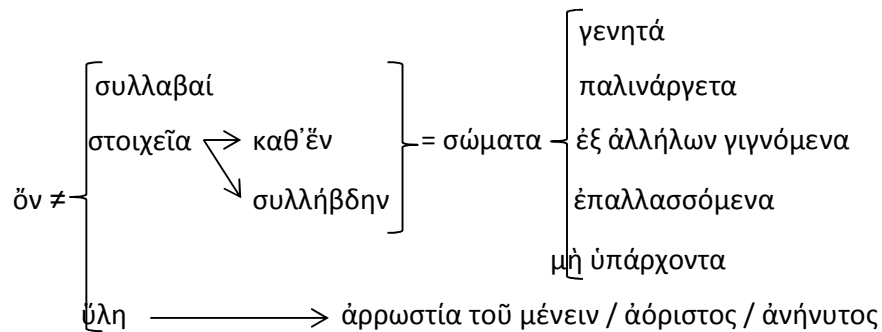 γενητά
συλλαβαί παλινάργετα
στοιχεῖα καθ᾽ἕν = σώματα ἐξ ἀλλήλων γιγνόμενα
ὄν ≠ συλλήβδην ἐπαλλασσόμενα
μὴ ὑπάρχοντα
ὕλη ἀρρωστία τοῦ μένειν / ἀόριστος / ἀνήνυτος